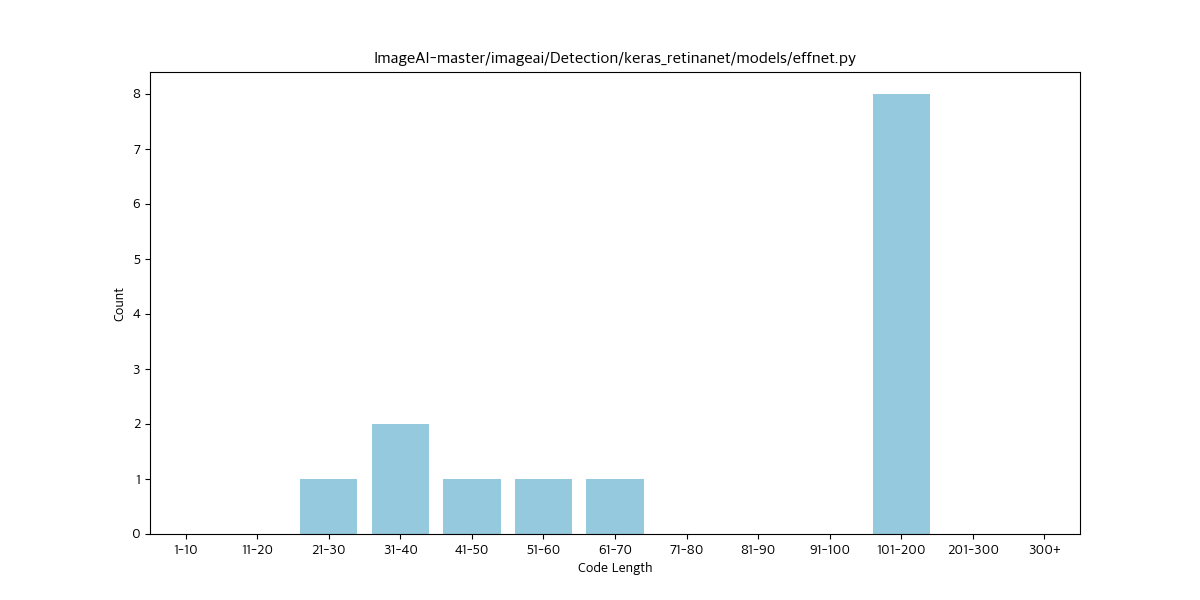 ImageAI-master/imageai/Detection/keras_retinanet/models/effnet.py
8
7
6
5
4
3
2
1
0
Count
1-10 11-20 21-30 31-40 41-50 51-60 61-70 71-80 81-90 91-100 101-200 201-300 300+
Code Length